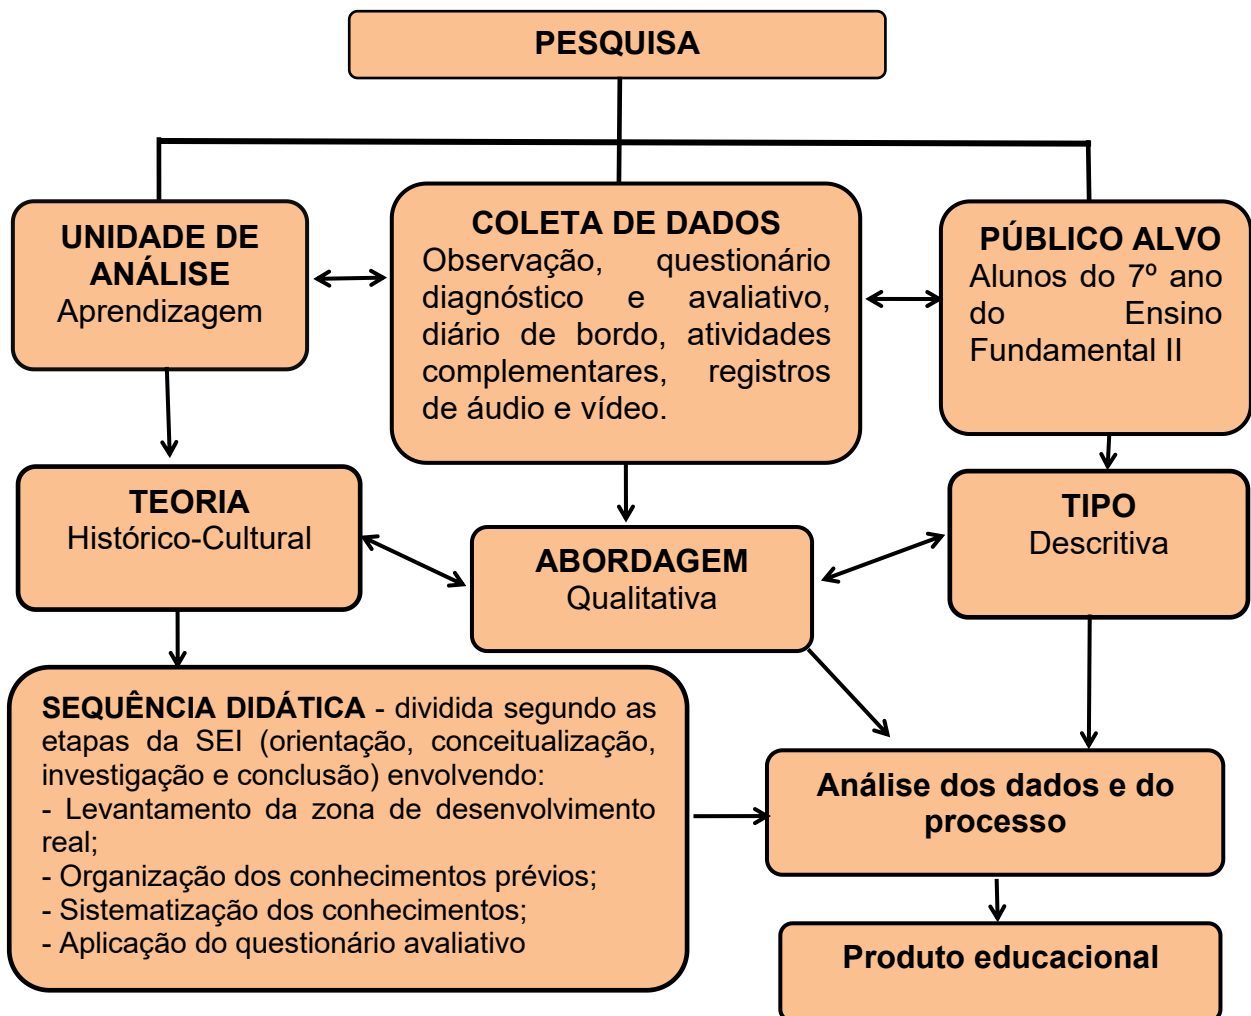 PESQUISA
UNIDADE DE
ANÁLISE
Aprendizagem
COLETA DE DADOS
Observação, questionário
diagnóstico e avaliativo,
diário de bordo, atividades
complementares, registros
de áudio e vídeo.
PÚBLICO ALVO
Alunos do 7º ano
do Ensino
Fundamental II
TEORIA
Histórico-Cultural
ABORDAGEM
Qualitativa
TIPO
Descritiva
SEQUÊNCIA DIDÁTICA - dividida segundo as
etapas da SEI (orientação, conceitualização,
investigação e conclusão) envolvendo:
- Levantamento da zona de desenvolvimento
real;
- Organização dos conhecimentos prévios;
- Sistematização dos conhecimentos;
- Aplicação do questionário avaliativo
Análise dos dados e do
processo
Produto educacional